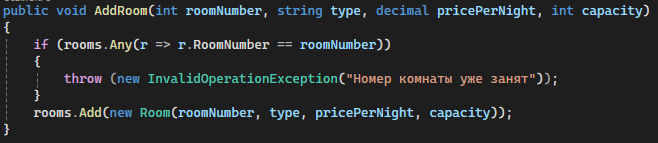 public void AddRoom(int roomNumber, string type, decimal pricePerNight, int capacity)
{
if (rooms.Any(r => r.RoomNumber == roomNumber))
{
throw (new InvalidOperationException("Номер комнаты уже занят"));
}
rooms.Add(new Room(roomNumber, type, pricePerNight, capacity));
}